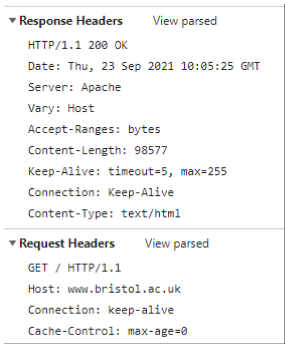 Response Headers View parsed
HTTP/1.1 200 OK
Date: Thu, 23 Sep 2021 10:05:25 GMT
Server: Apache
Vary: Host
Accept-Ranges: bytes
Content-Length: 98577
Keep-Alive: timeout=5, max=255
Connection: Keep-Alive
Content-Type: text/html
Request Headers View parsed
GET / HTTP/1.1
Host: www.bristol.ac.uk
Connection: keep-alive
Cache-Control: max-age=0